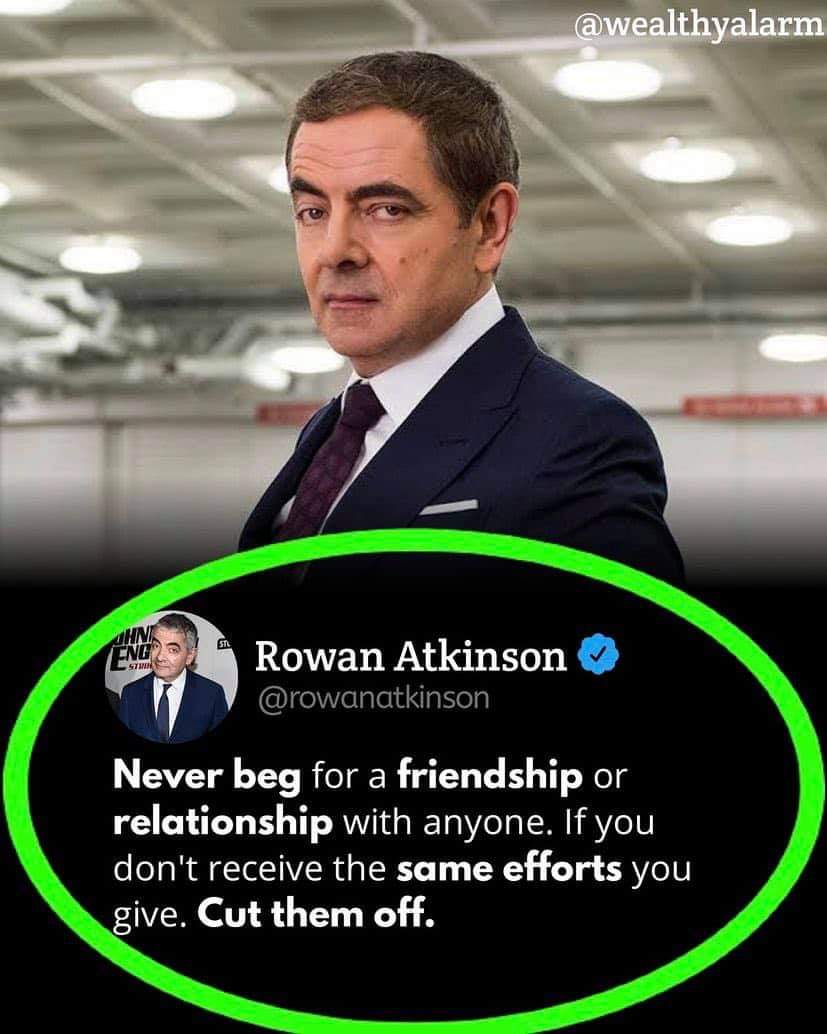 @wealthyalarm
Rowan Atkinson
@rowanatkinson
Never beg for a friendship or
relationship with anyone. If you
don't receive the same efforts you
give. Cut them off.